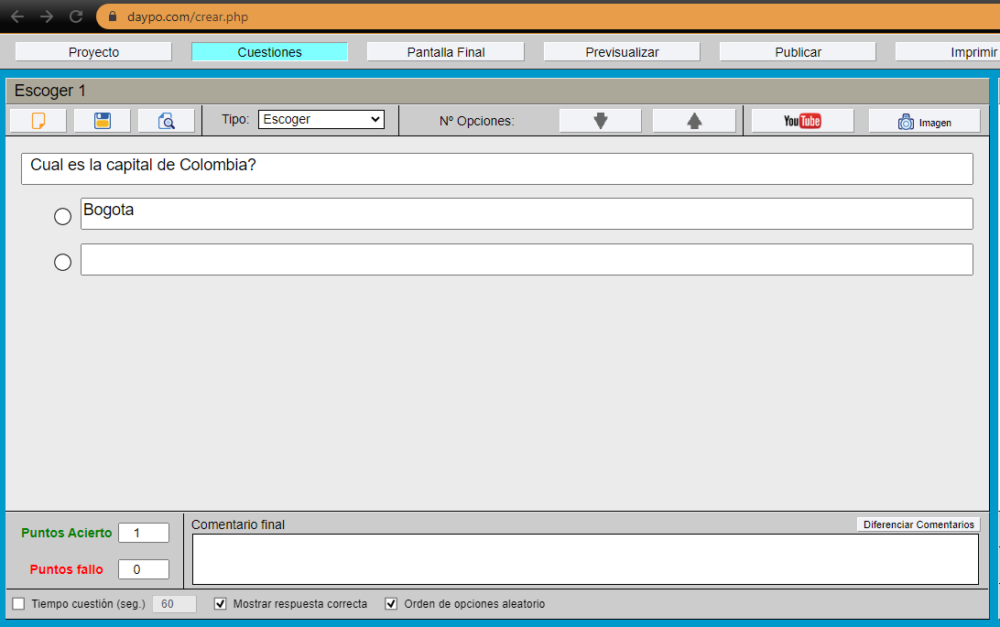 daypo.com/crear.php
Proyecto Cuestiones Pantalla Final Previsualizar Publicar Imprimir
Escoger 1
Tipo: Escoger Nº Opciones: YouTube Imagen
Cual es la capital de Colombia?
Bogota
Puntos Acierto 1 Comentario final Diferenciar Comentarios
Puntos fallo 0
Tiempo cuestión (seg.) 60 Mostrar respuesta correcta Orden de opciones aleatorio